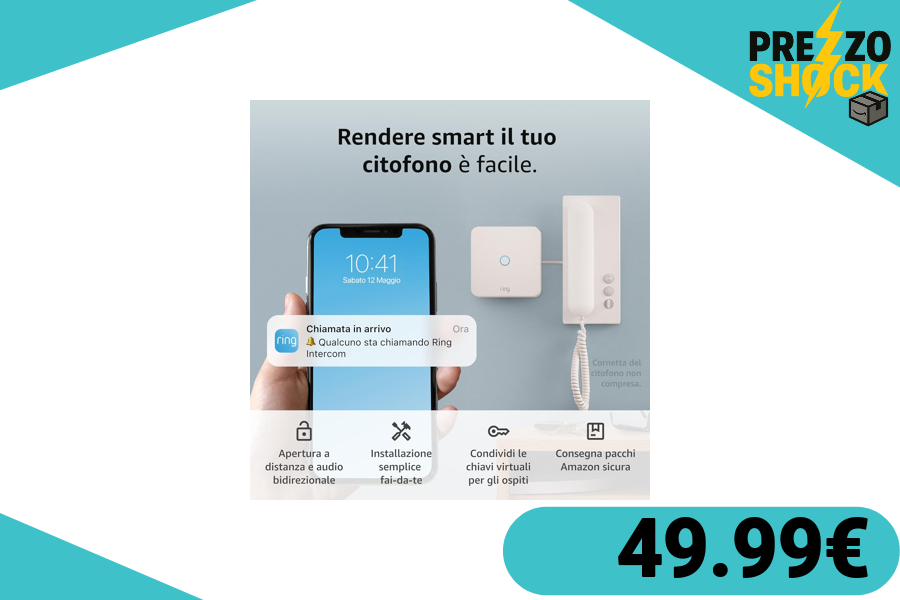 PREZZO
SHOCK
Rendere smart il tuo
citofono è facile.
10:41
Sabato 12 Maggio
ring
Chiamata in arrivo
Ora
🔔 Qualcuno sta chiamando Ring
Intercom
ring
Cornetta del
citofono non
compresa.
Apertura a
distanza e audio
bidirezionale
Installazione
semplice
fai-da-te
Condividi le
chiavi virtuali
per gli ospiti
Consegna pacchi
Amazon sicura
49.99€